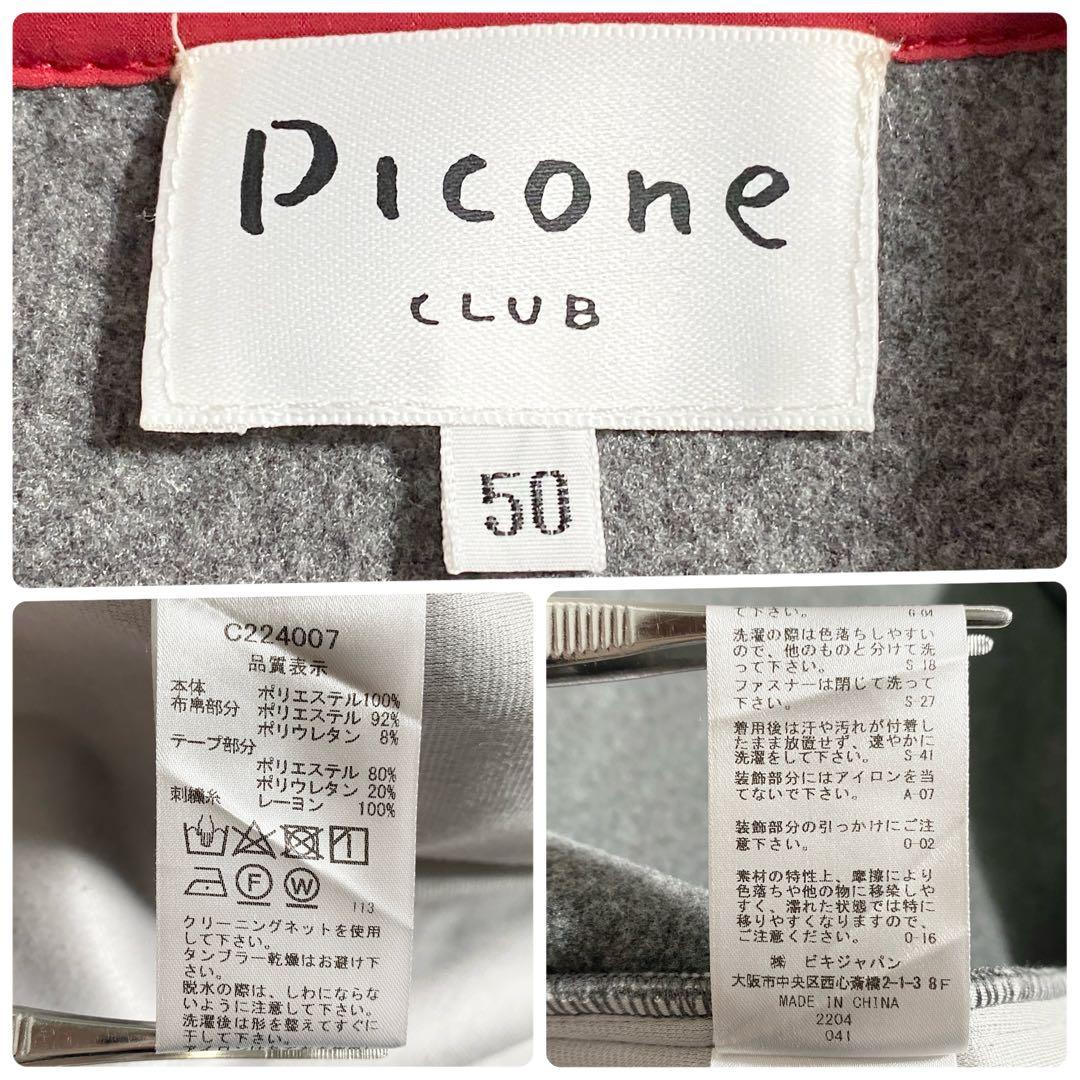 Picone
CLUB
50
C224007
品質表示
本体 ポリエステル100%
布帛部分 ポリエステル 92%
ポリウレタン 8%
テープ部分
ポリエステル 80%
ポリウレタン 20%
刺繍糸 レーヨン 100%
F W
113
クリーニングネットを使用
して下さい。
タンブラー乾燥はお避け下
さい。
脱水の際は、しわにならな
いように注意して下さい。
洗濯後は形を整えてすぐに
干して下さい。
て下さい。 G-04
洗濯の際は色落ちしやすい
ので、他のものと分けて洗
って下さい。 S-18
ファスナーは閉じて洗って
下さい。 S-27
着用後は汗や汚れが付着し
たまま放置せず、速やかに
洗濯をして下さい。 S-41
装飾部分にはアイロンを当
てないで下さい。 A-07
装飾部分の引っかけにご注
意下さい。 O-02
素材の特性上、摩擦により
色落ちや他の物に移染しや
すく、濡れた状態では特に
移りやすくなりますので、
ご注意ください。 O-16
㈱ ビキジャパン
大阪市中央区西心斎橋2-1-3 8F
MADE IN CHINA
2204
041